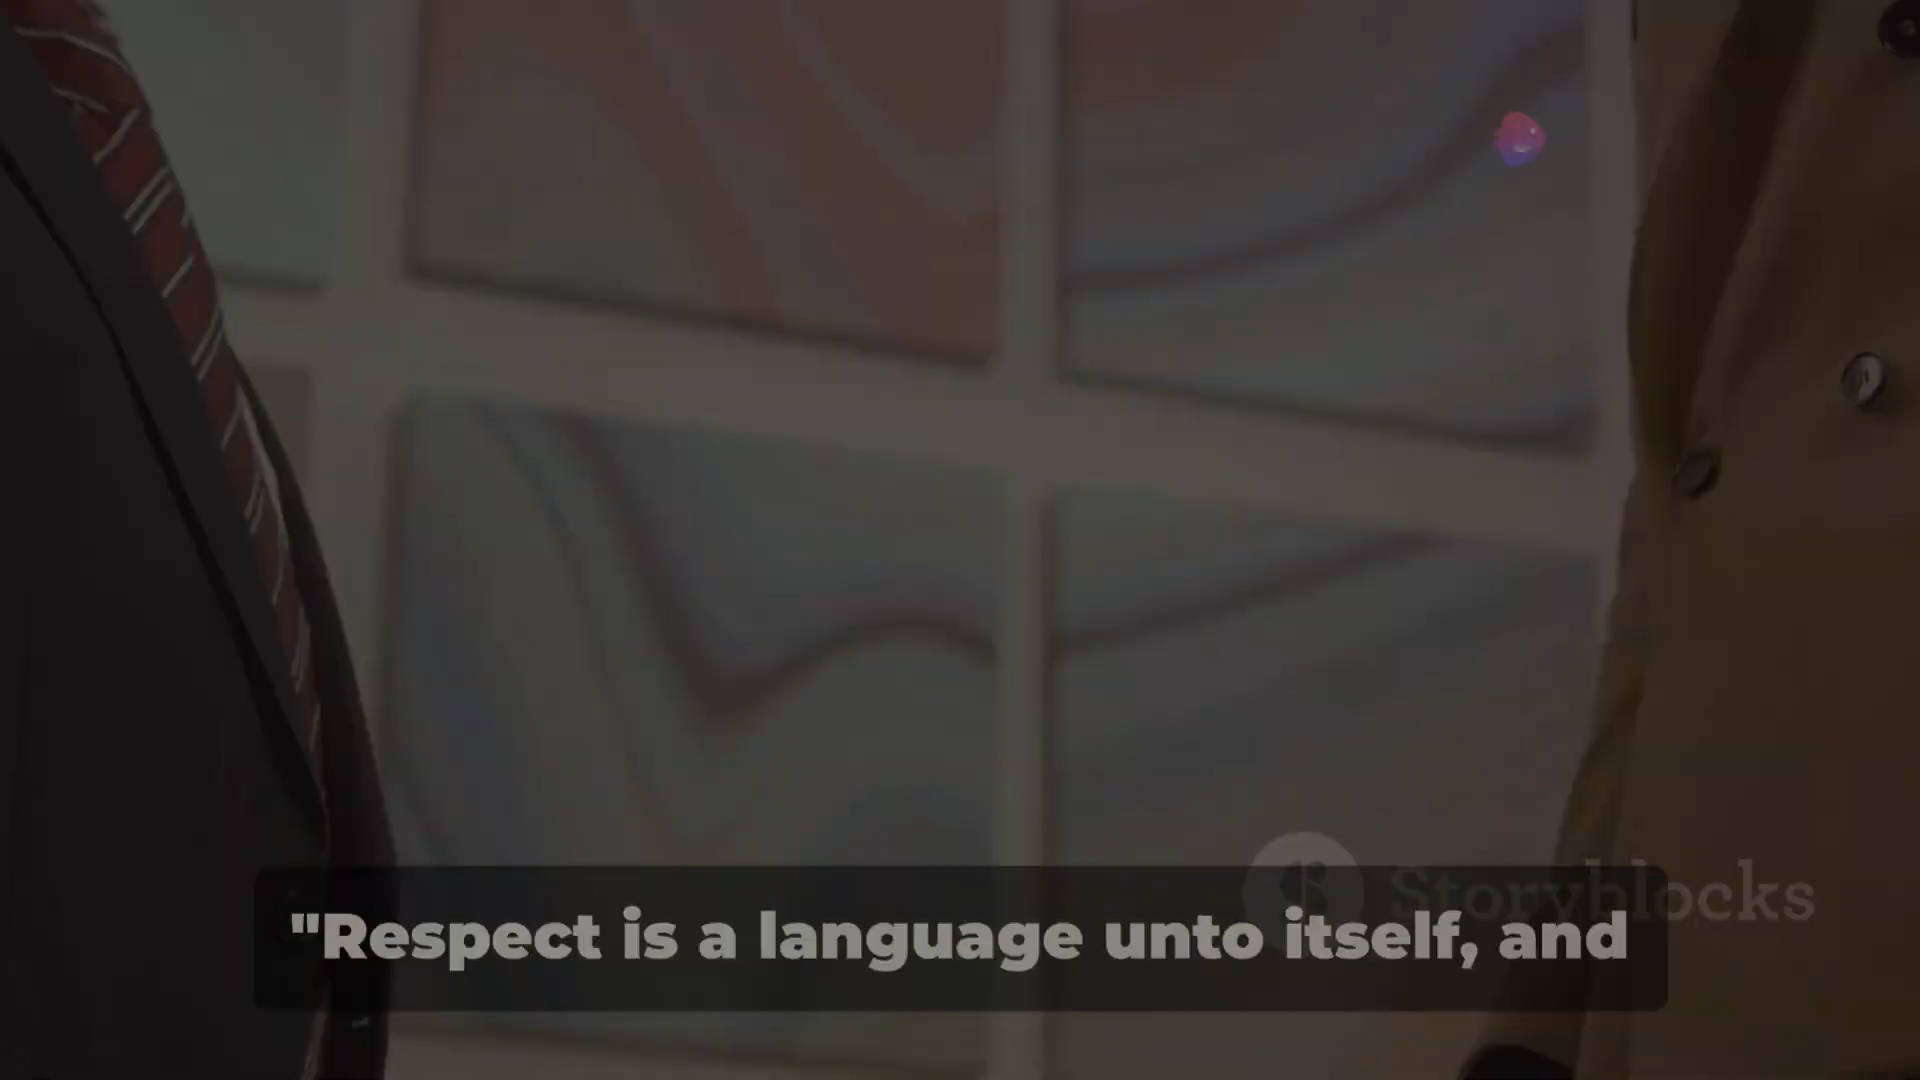 Storyblocks
"Respect is a language unto itself, and